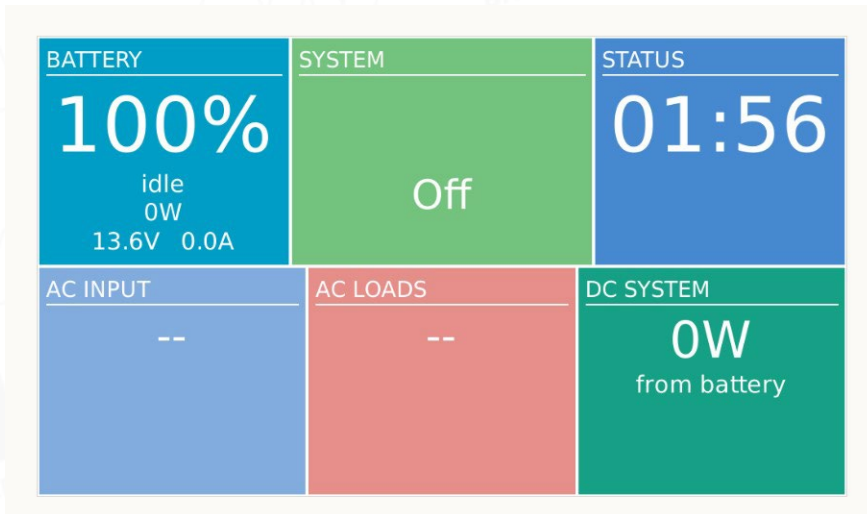 BATTERY
100%
idle
0W
13.6V 0.0A
SYSTEM
Off
STATUS
01:56
AC INPUT
--
AC LOADS
--
DC SYSTEM
0W
from battery